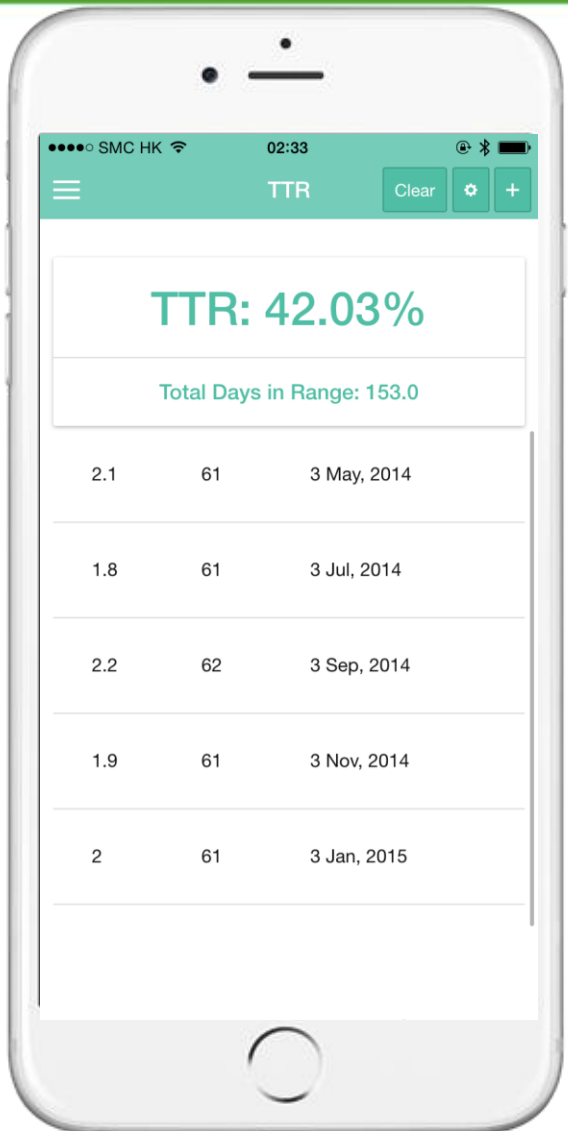 ●●●●○ SMC HK 02:33
TTR Clear +
TTR: 42.03%
Total Days in Range: 153.0
2.1 61 3 May, 2014
1.8 61 3 Jul, 2014
2.2 62 3 Sep, 2014
1.9 61 3 Nov, 2014
2 61 3 Jan, 2015